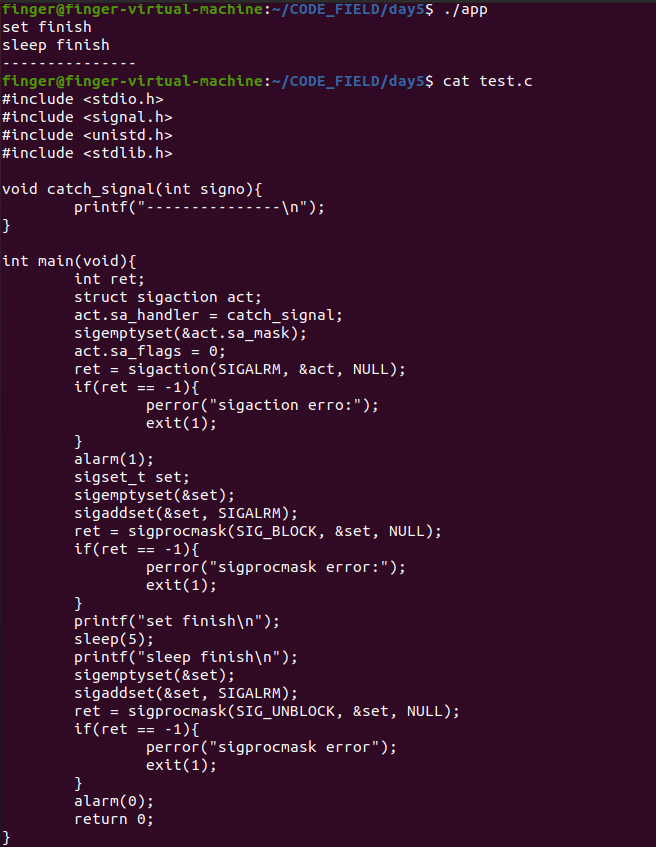 finger@finger-virtual-machine:~/CODE_FIELD/day5$ ./app
set finish
sleep finish
---------------
finger@finger-virtual-machine:~/CODE_FIELD/day5$ cat test.c
#include <stdio.h>
#include <signal.h>
#include <unistd.h>
#include <stdlib.h>

void catch_signal(int signo){
        printf("---------------\n");
}

int main(void){
        int ret;
        struct sigaction act;
        act.sa_handler = catch_signal;
        sigemptyset(&act.sa_mask);
        act.sa_flags = 0;
        ret = sigaction(SIGALRM, &act, NULL);
        if(ret == -1){
                perror("sigaction erro:");
                exit(1);
        }
        alarm(1);
        sigset_t set;
        sigemptyset(&set);
        sigaddset(&set, SIGALRM);
        ret = sigprocmask(SIG_BLOCK, &set, NULL);
        if(ret == -1){
                perror("sigprocmask error:");
                exit(1);
        }
        printf("set finish\n");
        sleep(5);
        printf("sleep finish\n");
        sigemptyset(&set);
        sigaddset(&set, SIGALRM);
        ret = sigprocmask(SIG_UNBLOCK, &set, NULL);
        if(ret == -1){
                perror("sigprocmask error");
                exit(1);
        }
        alarm(0);
        return 0;
}